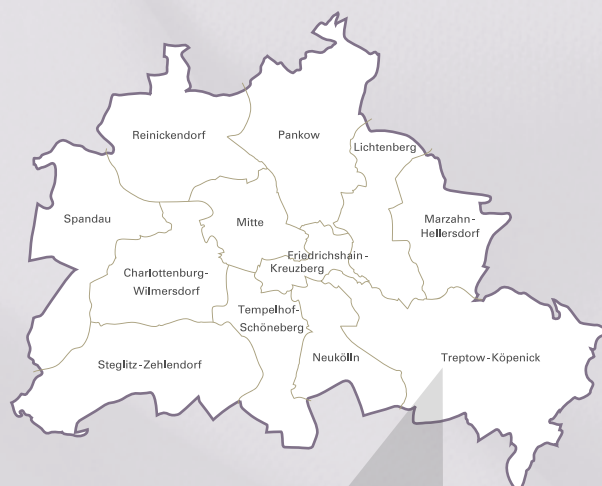 Reinickendorf
Pankow
Lichtenberg
Spandau
Mitte
Marzahn-
Hellersdorf
Friedrichshain-
Kreuzberg
Charlottenburg-
Wilmersdorf
Tempelhof-
Schöneberg
Steglitz-Zehlendorf
Neukölln
Treptow-Köpenick